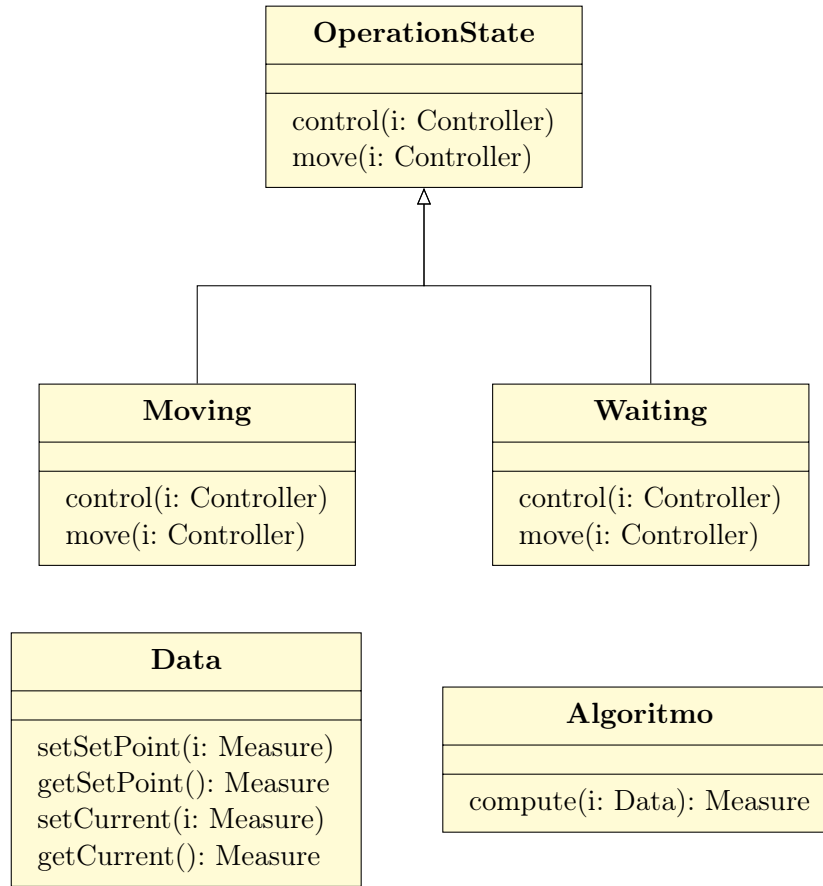 OperationState
control(i: Controller)
move(i: Controller)
Moving
control(i: Controller)
move(i: Controller)
Waiting
control(i: Controller)
move(i: Controller)
Data
setSetPoint(i: Measure)
getSetPoint(): Measure
setCurrent(i: Measure)
getCurrent(): Measure
Algoritmo
compute(i: Data): Measure